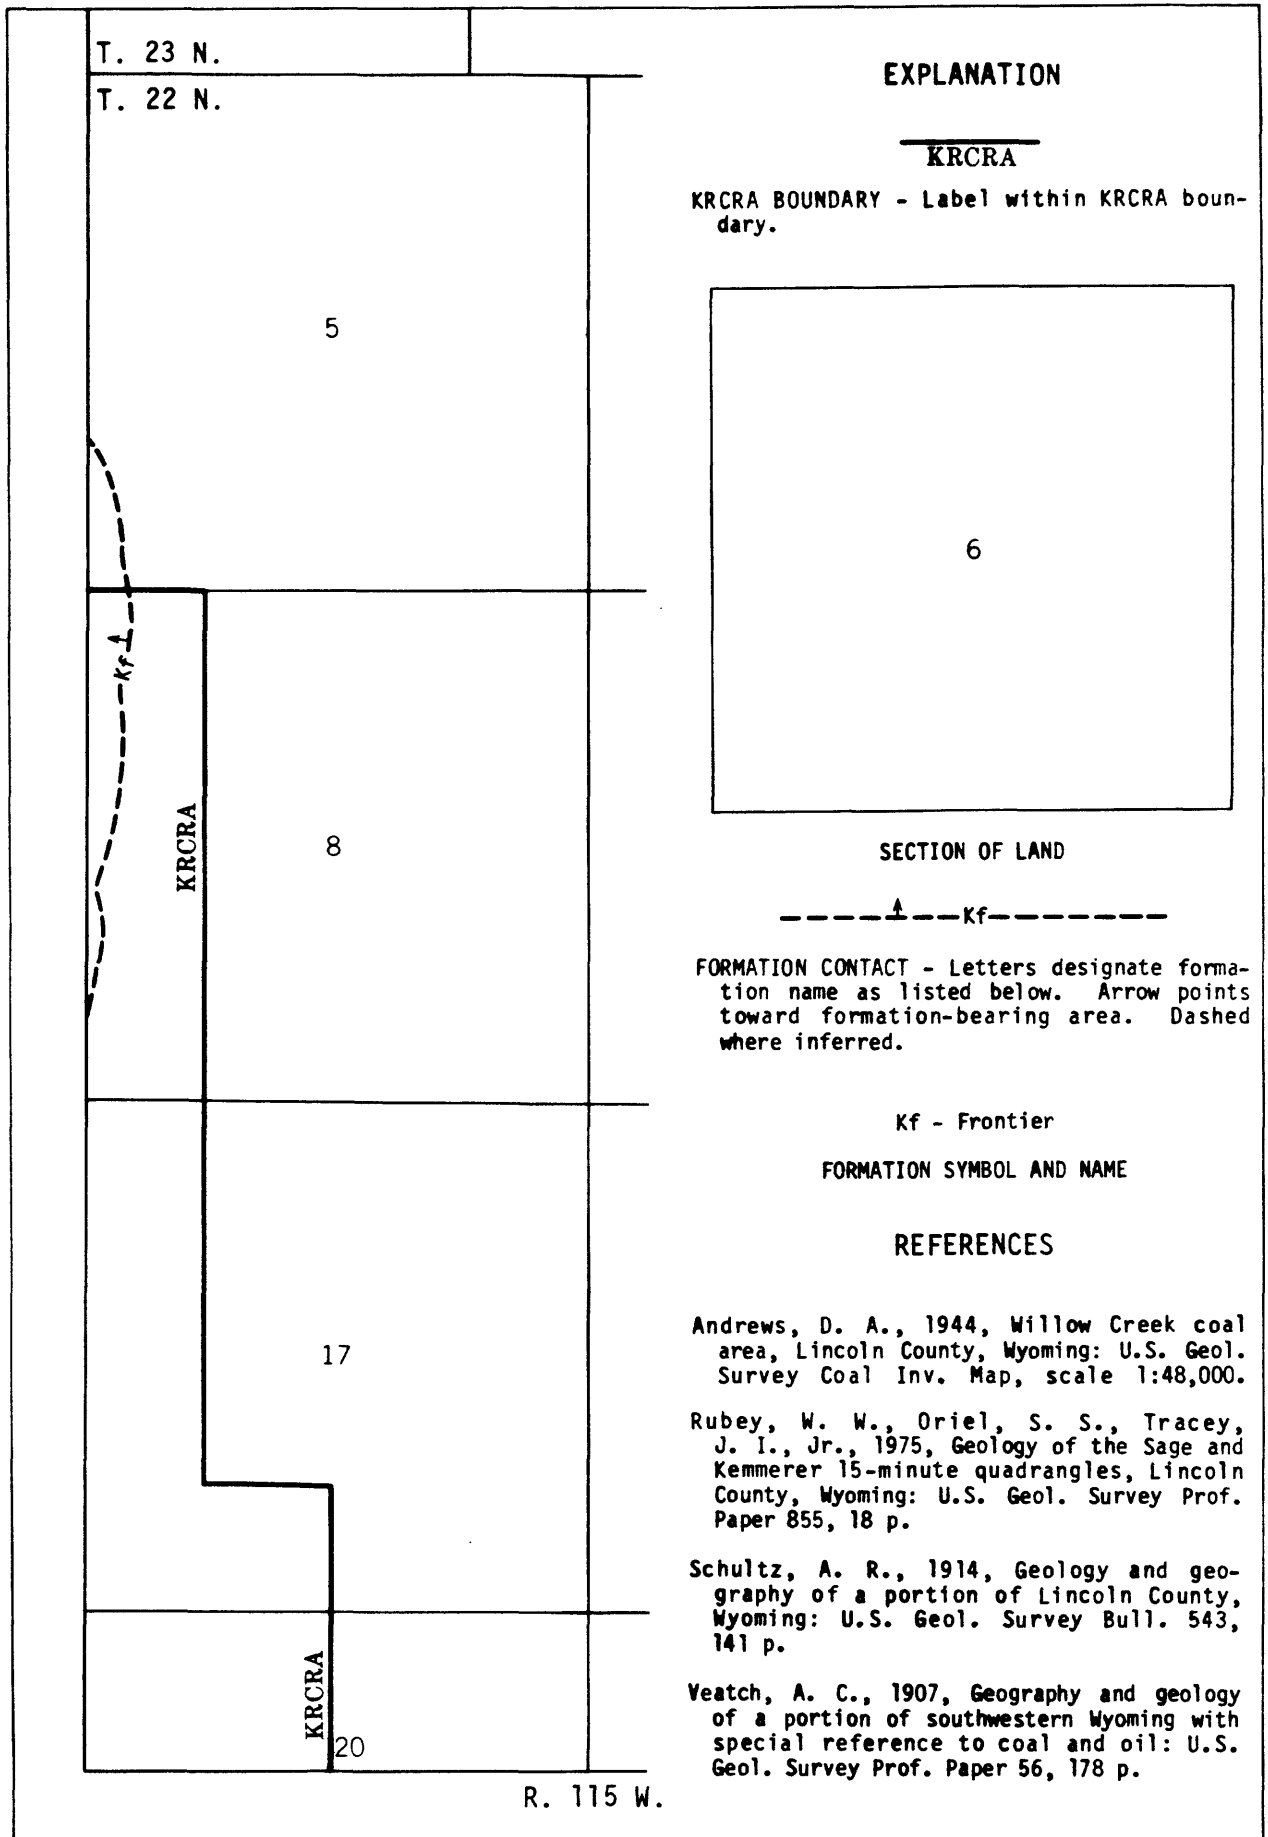 T. 23 N.
T. 22 N.
5
Kf
KRCRA
8
17
KRCRA
20
R. 115 W.
EXPLANATION
KRCRA
KRCRA BOUNDARY - Label within KRCRA boun-
dary.
6
SECTION OF LAND
Kf
FORMATION CONTACT - Letters designate forma-
tion name as listed below. Arrow points
toward formation-bearing area. Dashed
where inferred.
Kf - Frontier
FORMATION SYMBOL AND NAME
REFERENCES
Andrews, D. A., 1944, Willow Creek coal
area, Lincoln County, Wyoming: U.S. Geol.
Survey Coal Inv. Map, scale 1:48,000.
Rubey, W. W., Oriel, S. S., Tracey,
J. I., Jr., 1975, Geology of the Sage and
Kemmerer 15-minute quadrangles, Lincoln
County, Wyoming: U.S. Geol. Survey Prof.
Paper 855, 18 p.
Schultz, A. R., 1914, Geology and geo-
graphy of a portion of Lincoln County,
Wyoming: U.S. Geol. Survey Bull. 543,
141 p.
Veatch, A. C., 1907, Geography and geology
of a portion of southwestern Wyoming with
special reference to coal and oil: U.S.
Geol. Survey Prof. Paper 56, 178 p.